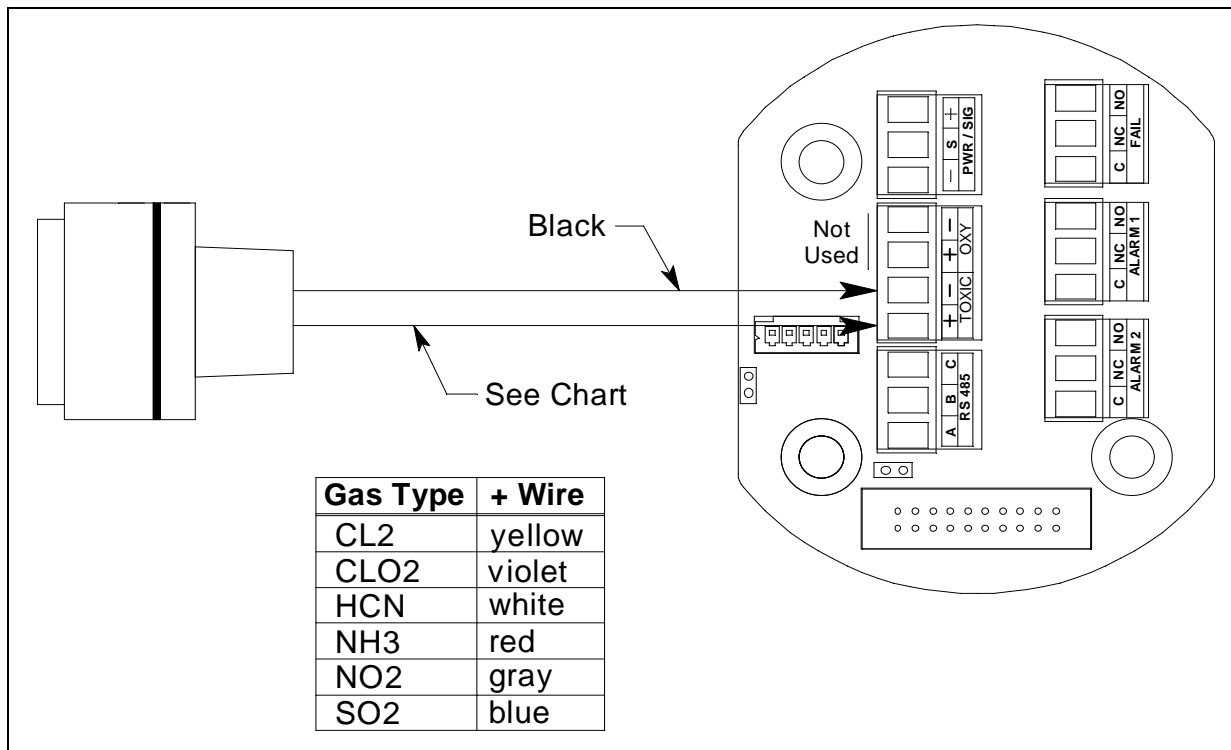 Black
See Chart
Not
Used
+
S
−
PWR / SIG
−
+
OXY
−
+
TOXIC
C
B
A
RS 485
NO
NC
C
FAIL
NO
NC
C
ALARM 1
NO
NC
C
ALARM 2
Gas Type + Wire
CL2 yellow
CLO2 violet
HCN white
NH3 red
NO2 gray
SO2 blue